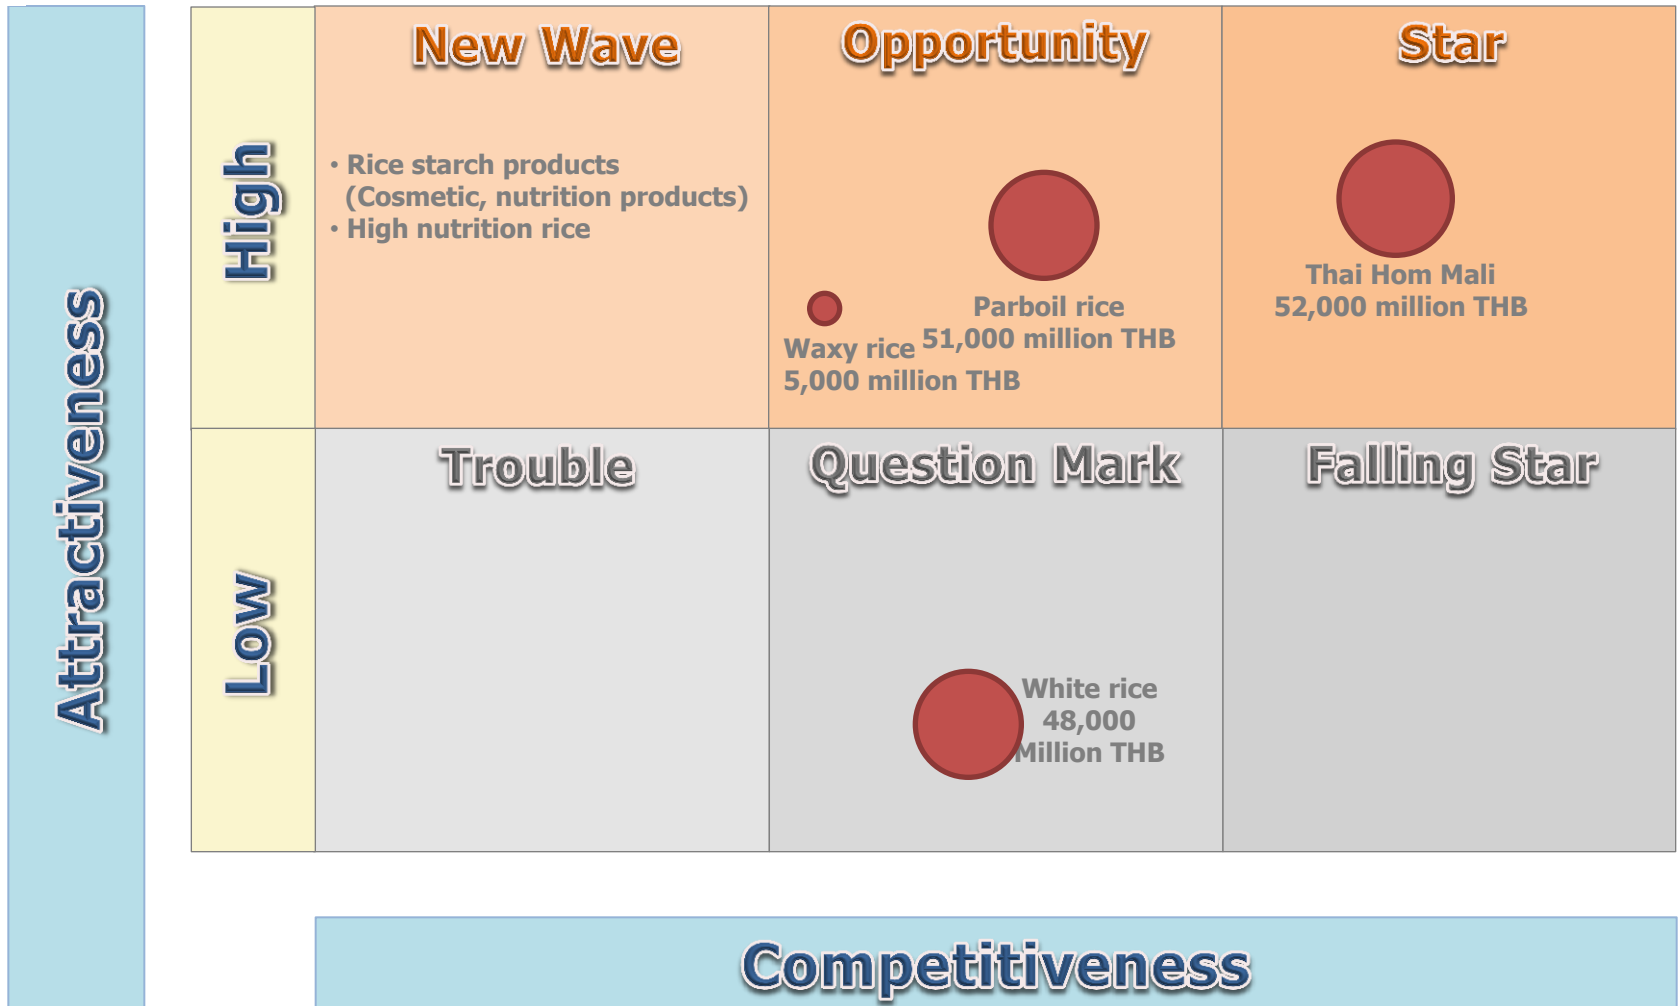 Attractiveness
High
Low
New Wave
• Rice starch products
(Cosmetic, nutrition products)
• High nutrition rice
Opportunity
Parboil rice
51,000 million THB
Waxy rice
5,000 million THB
Star
Thai Hom Mali
52,000 million THB
Trouble
Question Mark
White rice
48,000
Million THB
Falling Star
Competitiveness